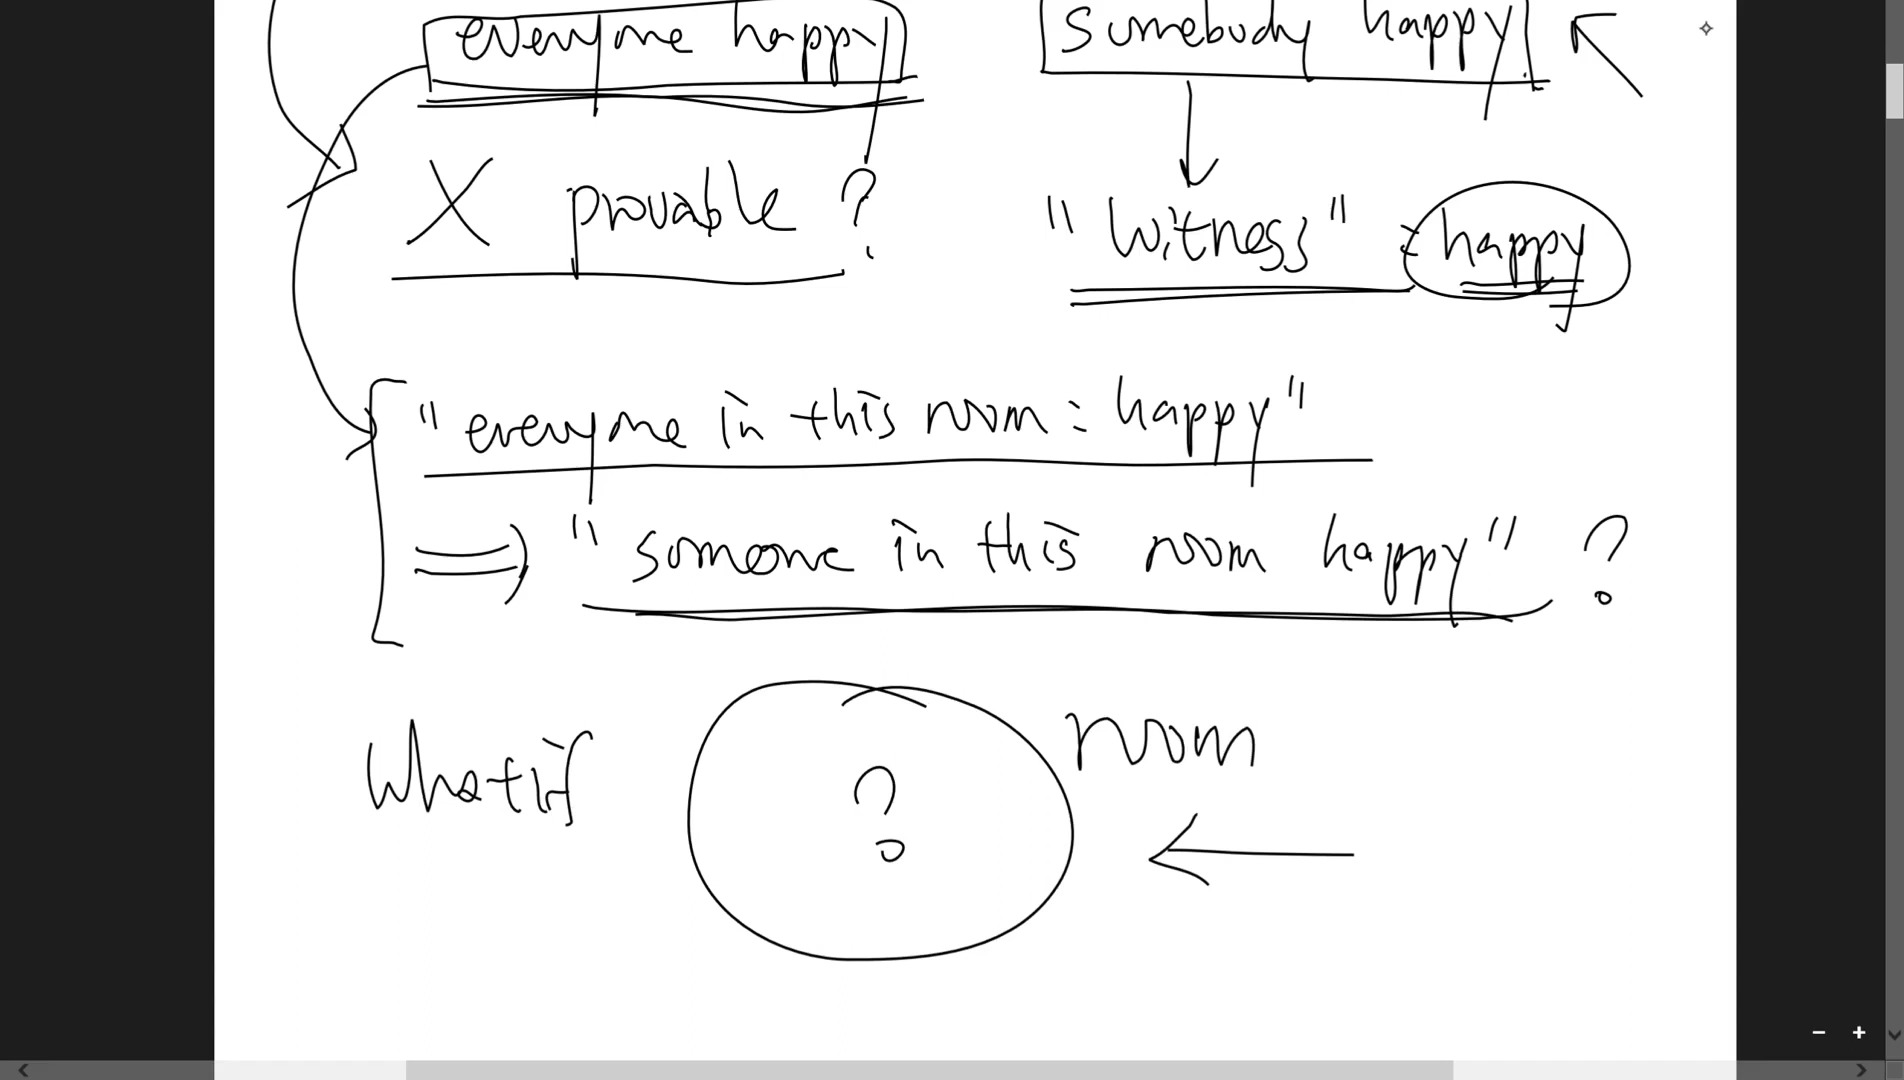 everyone happy
somebody happy
X provable ?
"witness" : happy
"everyone in this room : happy"
⇒ "someone in this room happy" ?
What if
?
room